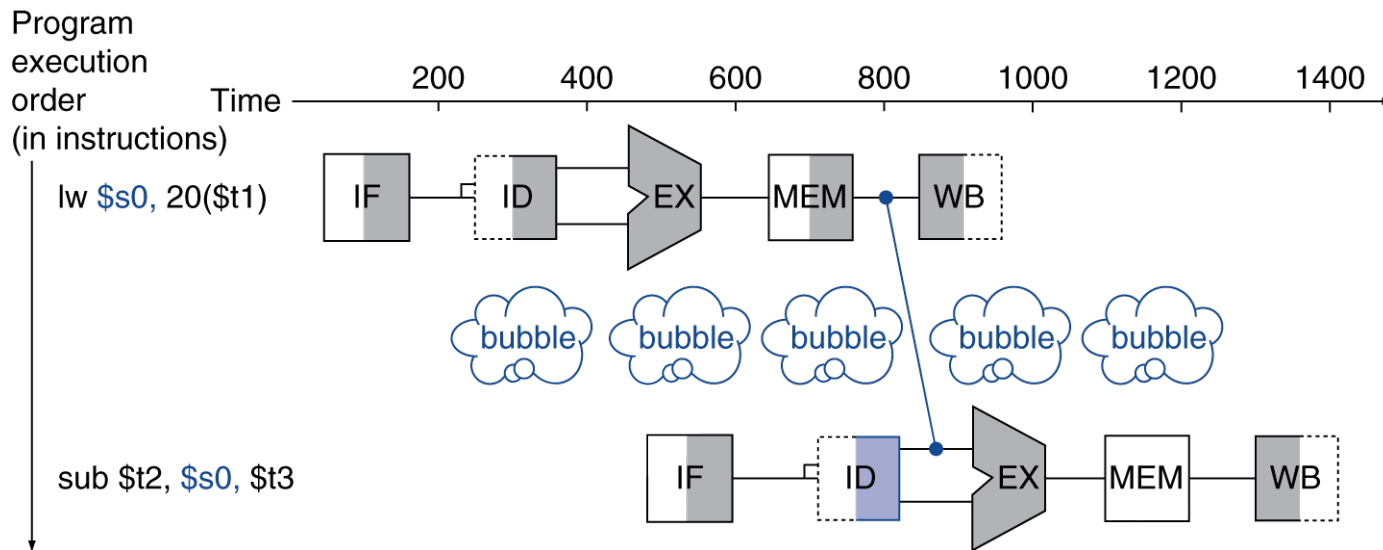 Program
execution
order
(in instructions)
Time
200 400 600 800 1000 1200 1400
lw $s0, 20($t1)
IF ID EX MEM WB
bubble bubble bubble bubble bubble
sub $t2, $s0, $t3
IF ID EX MEM WB